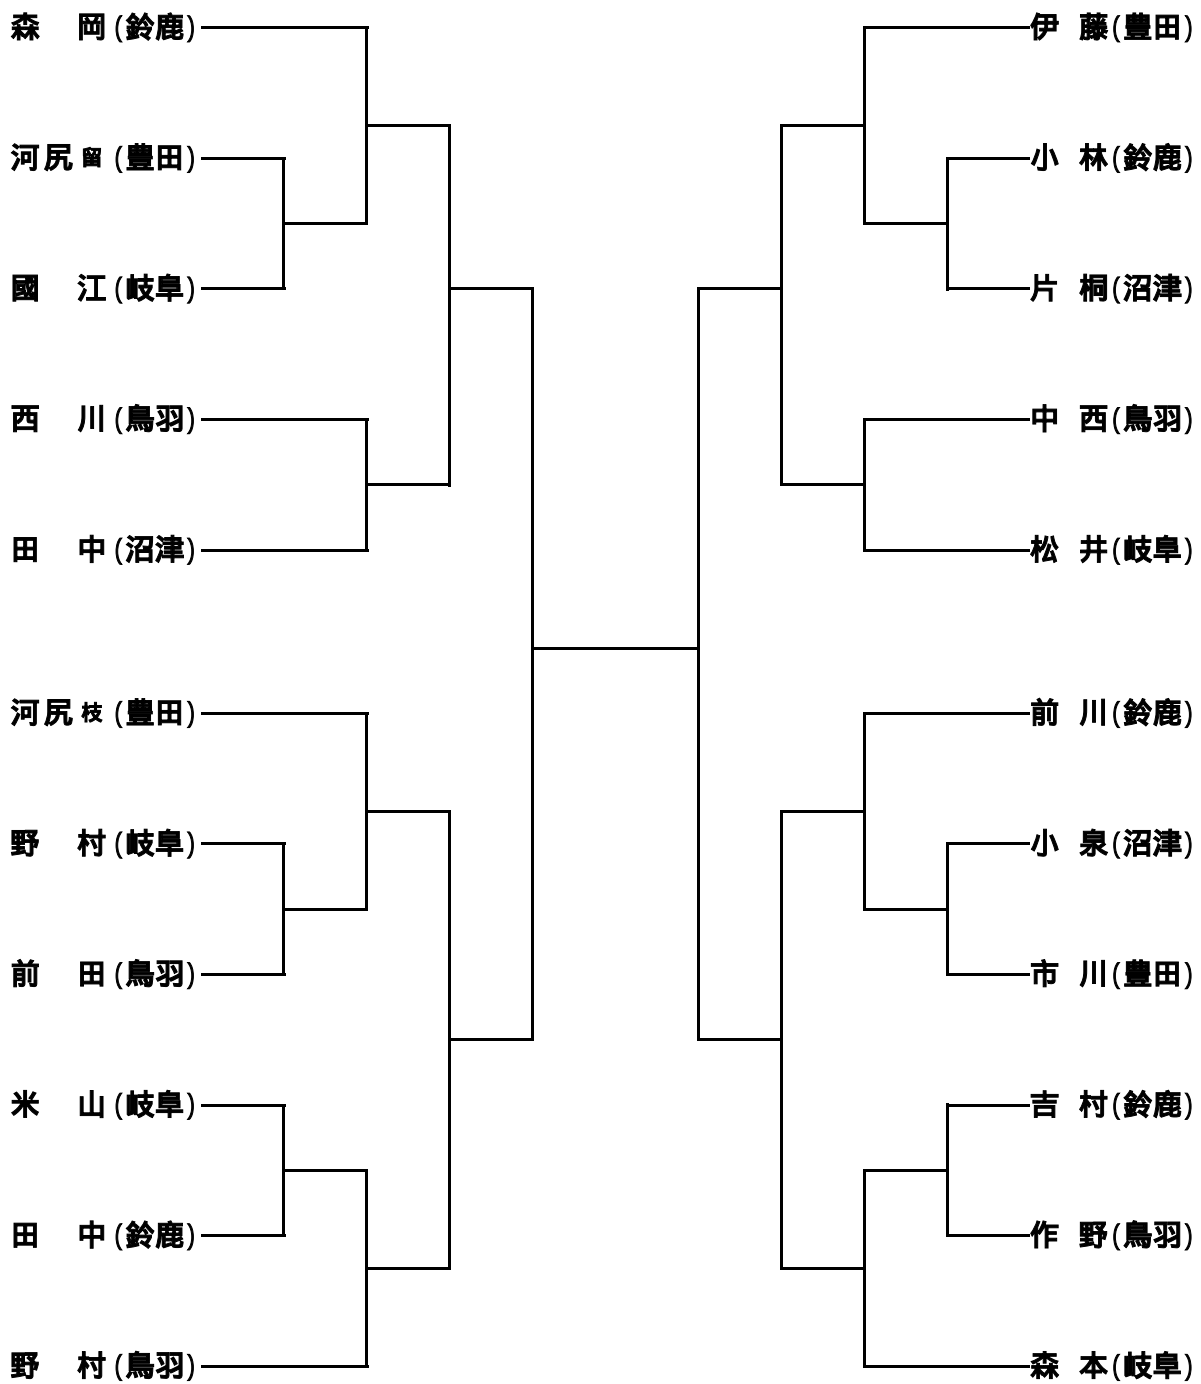 森 岡(鈴鹿) 伊 藤(豊田)
河尻留(豊田) 小 林(鈴鹿)
國 江(岐阜) 片 桐(沼津)
西 川(鳥羽) 中 西(鳥羽)
田 中(沼津) 松 井(岐阜)
河尻枝(豊田) 前 川(鈴鹿)
野 村(岐阜) 小 泉(沼津)
前 田(鳥羽) 市 川(豊田)
米 山(岐阜) 吉 村(鈴鹿)
田 中(鈴鹿) 作 野(鳥羽)
野 村(鳥羽) 森 本(岐阜)